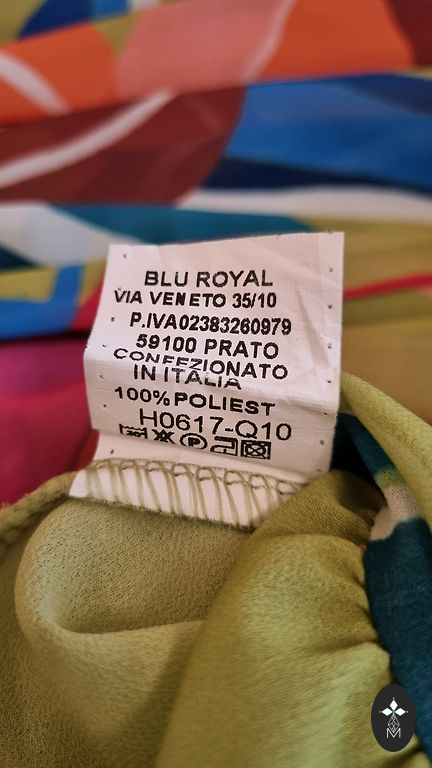 BLU ROYAL
VIA VENETO 35/10
P.IVA02383260979
59100 PRATO
CONFEZIONATO
IN ITALIA
100%POLIEST
H0617-Q10
M